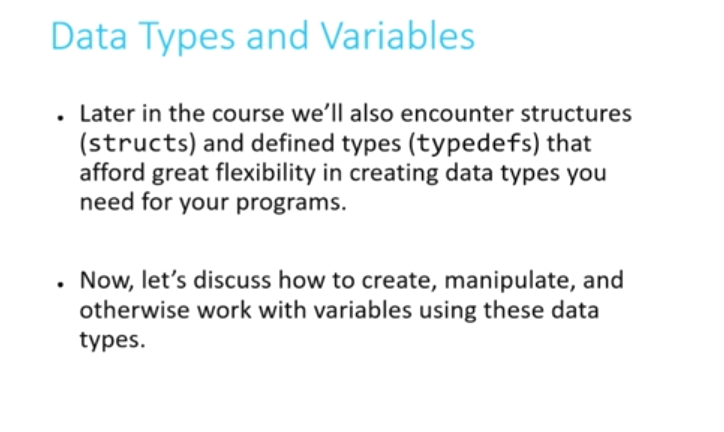 Data Types and Variables
• Later in the course we'll also encounter structures
(structs) and defined types (typedefs) that
afford great flexibility in creating data types you
need for your programs.
• Now, let's discuss how to create, manipulate, and
otherwise work with variables using these data
types.